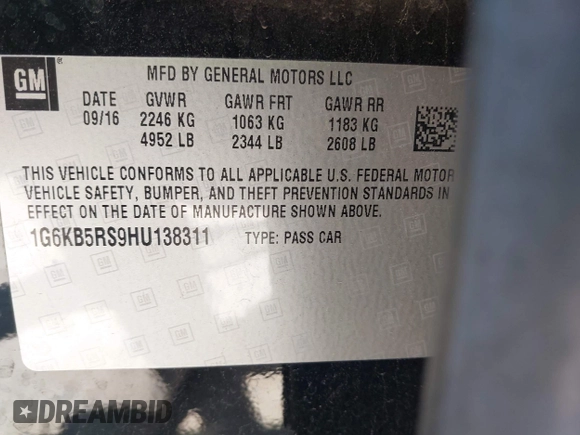 GM
MFD BY GENERAL MOTORS LLC
DATE GVWR GAWR FRT GAWR RR
09/16 2246 KG 1063 KG 1183 KG
4952 LB 2344 LB 2608 LB
THIS VEHICLE CONFORMS TO ALL APPLICABLE U.S. FEDERAL MOTOR
VEHICLE SAFETY, BUMPER, AND THEFT PREVENTION STANDARDS IN
EFFECT ON THE DATE OF MANUFACTURE SHOWN ABOVE.
1G6KB5RS9HU138311 TYPE: PASS CAR
DREAMBID